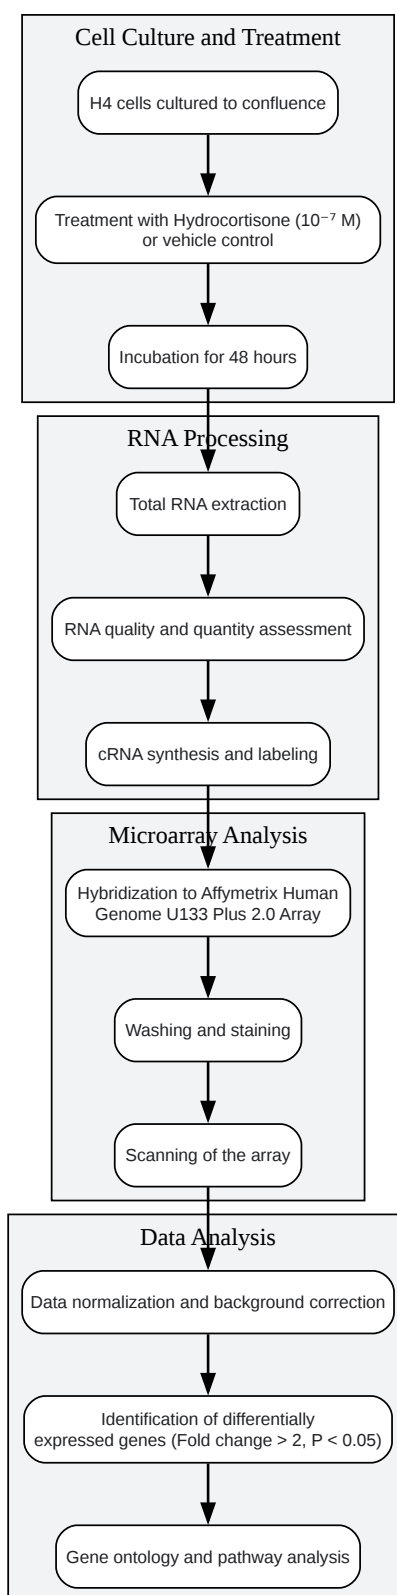 Cell Culture and Treatment
H4 cells cultured to confluence
Treatment with Hydrocortisone (10⁻⁷ M)
or vehicle control
Incubation for 48 hours
RNA Processing
Total RNA extraction
RNA quality and quantity assessment
cRNA synthesis and labeling
Microarray Analysis
Hybridization to Affymetrix Human
Genome U133 Plus 2.0 Array
Washing and staining
Scanning of the array
Data Analysis
Data normalization and background correction
Identification of differentially
expressed genes (Fold change > 2, P < 0.05)
Gene ontology and pathway analysis